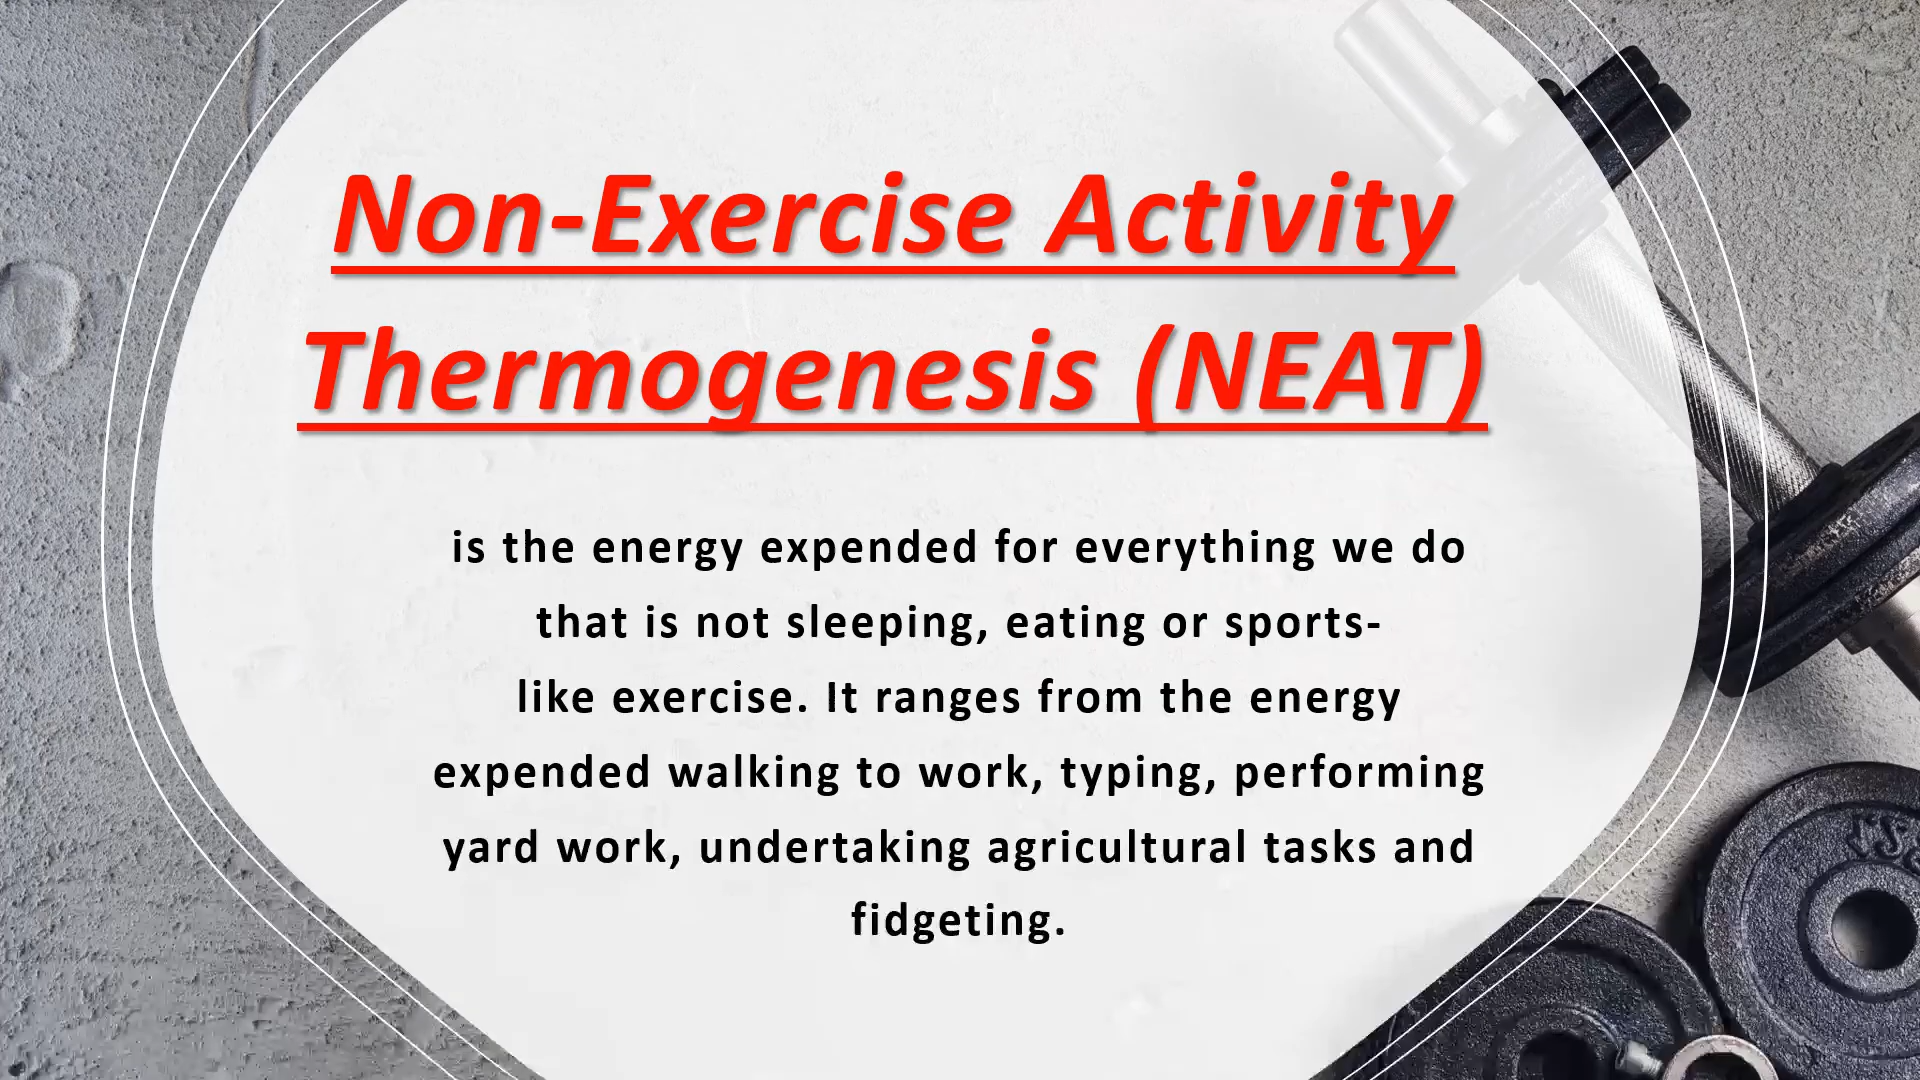 Non-Exercise Activity
Thermogenesis (NEAT)
is the energy expended for everything we do
that is not sleeping, eating or sports-
like exercise. It ranges from the energy
expended walking to work, typing, performing
yard work, undertaking agricultural tasks and
fidgeting.